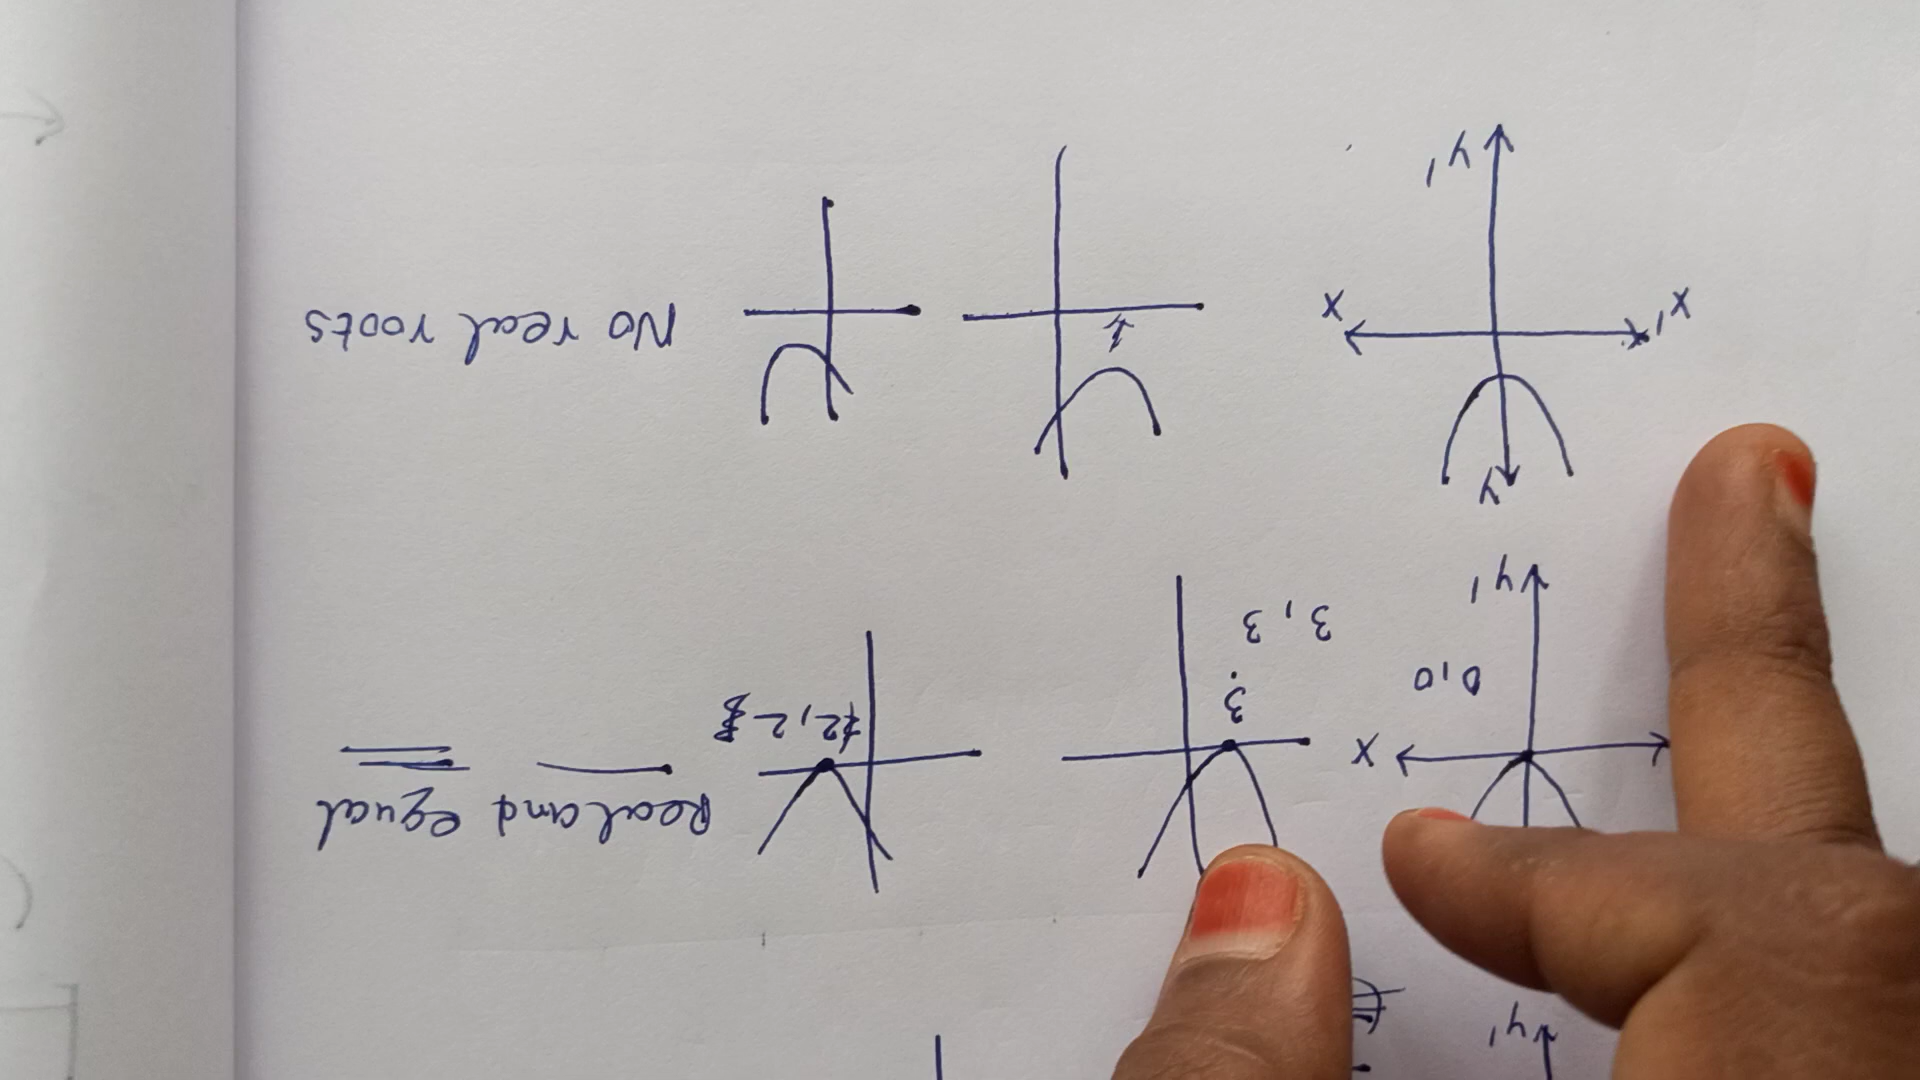 Y'
Real and equal
X
3
0,0
3,3
Y'
Y
X' X
No real roots
Y'